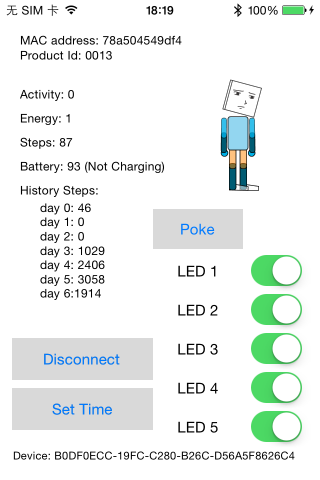 无 SIM 卡 18:19 100%
MAC address: 78a504549df4
Product Id: 0013
Activity: 0
Energy: 1
Steps: 87
Battery: 93 (Not Charging)
History Steps:
day 0: 46
day 1: 0
day 2: 0
day 3: 1029
day 4: 2406
day 5: 3058
day 6:1914
Poke
LED 1
LED 2
LED 3
LED 4
LED 5
Disconnect
Set Time
Device: B0DF0ECC-19FC-C280-B26C-D56A5F8626C4